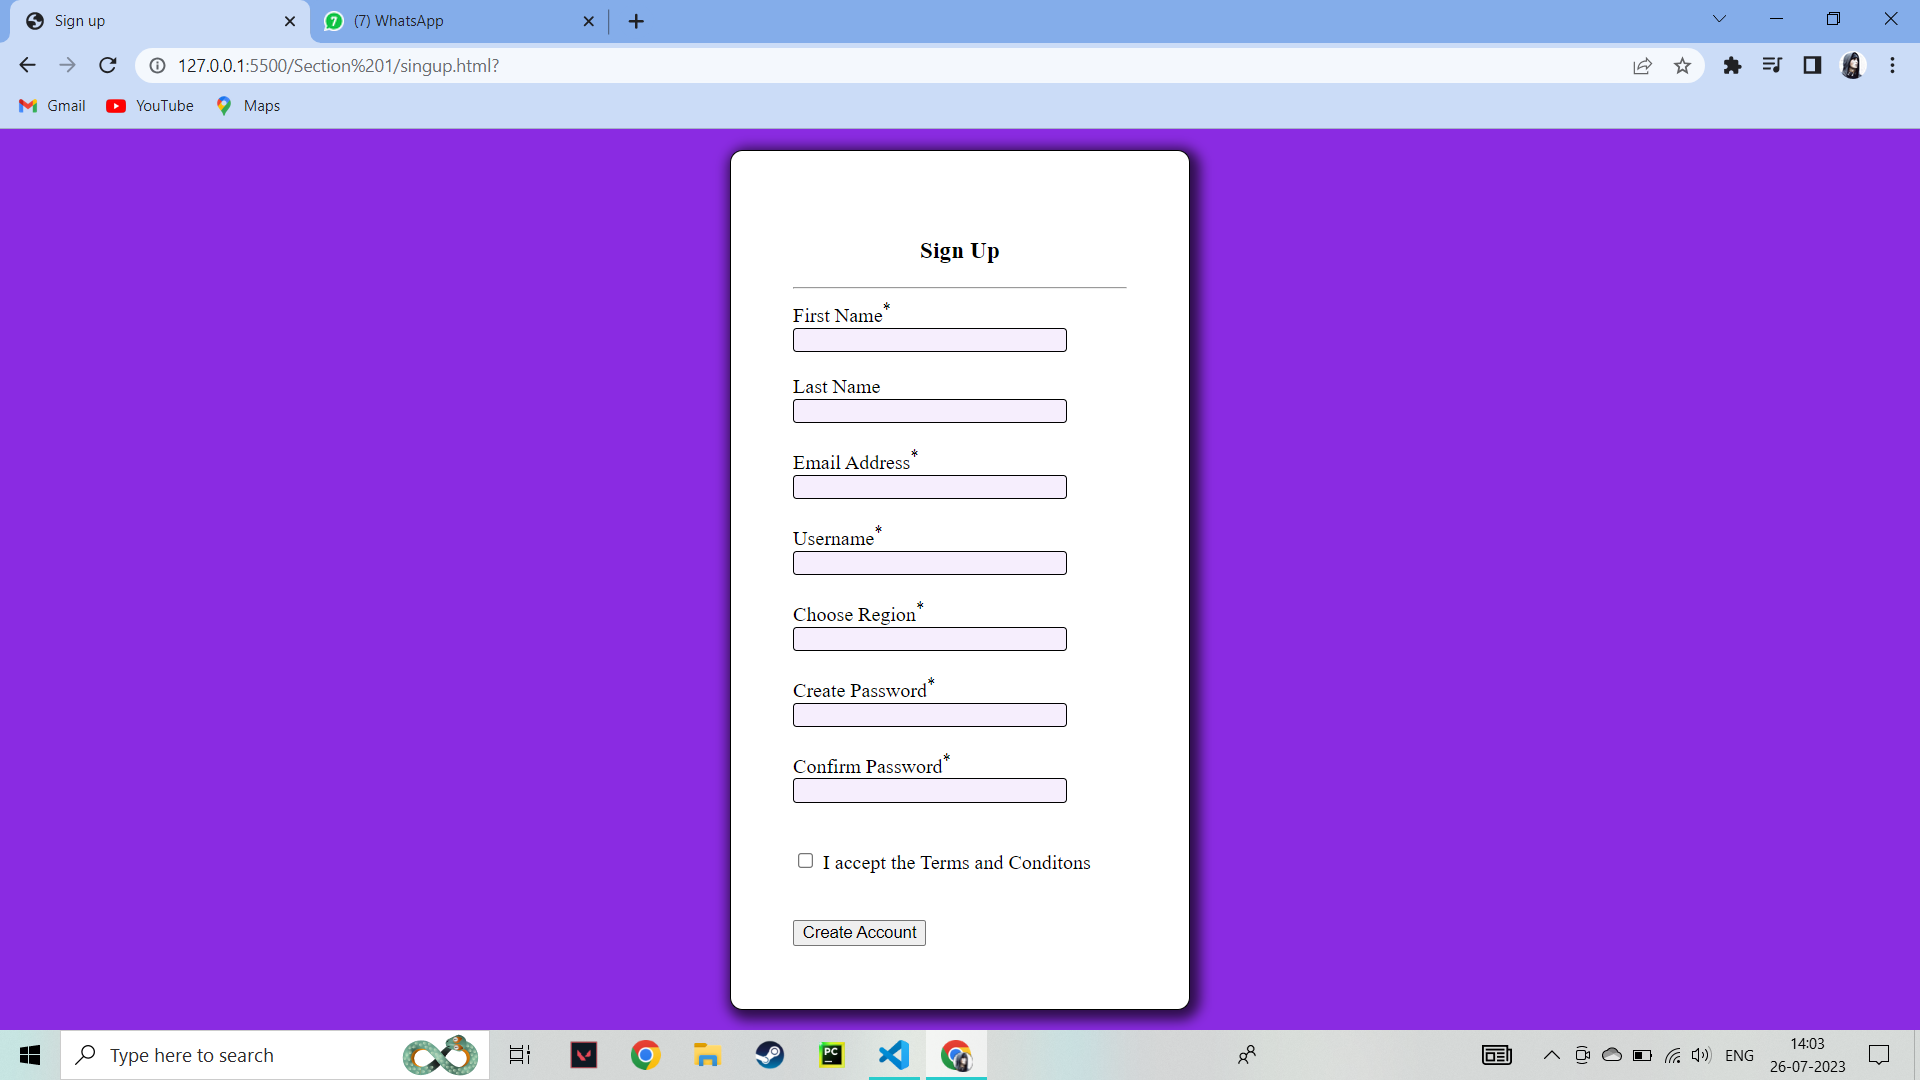 Sign up
(7) WhatsApp
127.0.0.1:5500/Section%201/singup.html?
Gmail
YouTube
Maps
Sign Up
First Name*
Last Name
Email Address*
Username*
Choose Region*
Create Password*
Confirm Password*
I accept the Terms and Conditons
Create Account
Type here to search
PC
ENG
14:03
26-07-2023